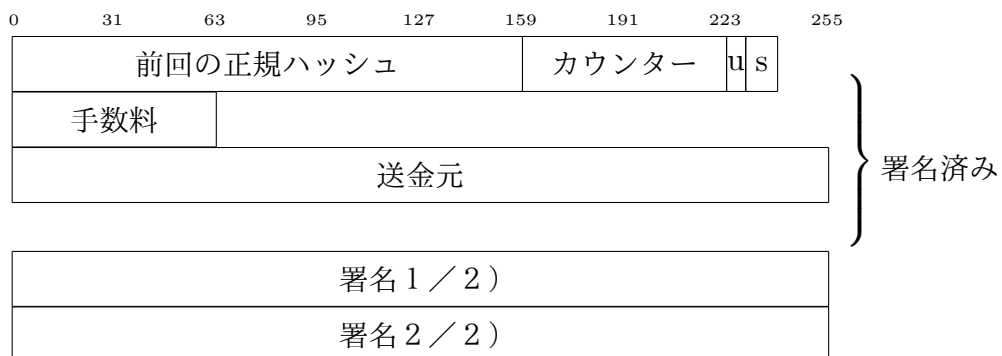 0 31 63 95 127 159 191 223 255
前回の正規ハッシュ カウンター u s
手数料
送金元
署名済み
署名１／２）
署名２／２）